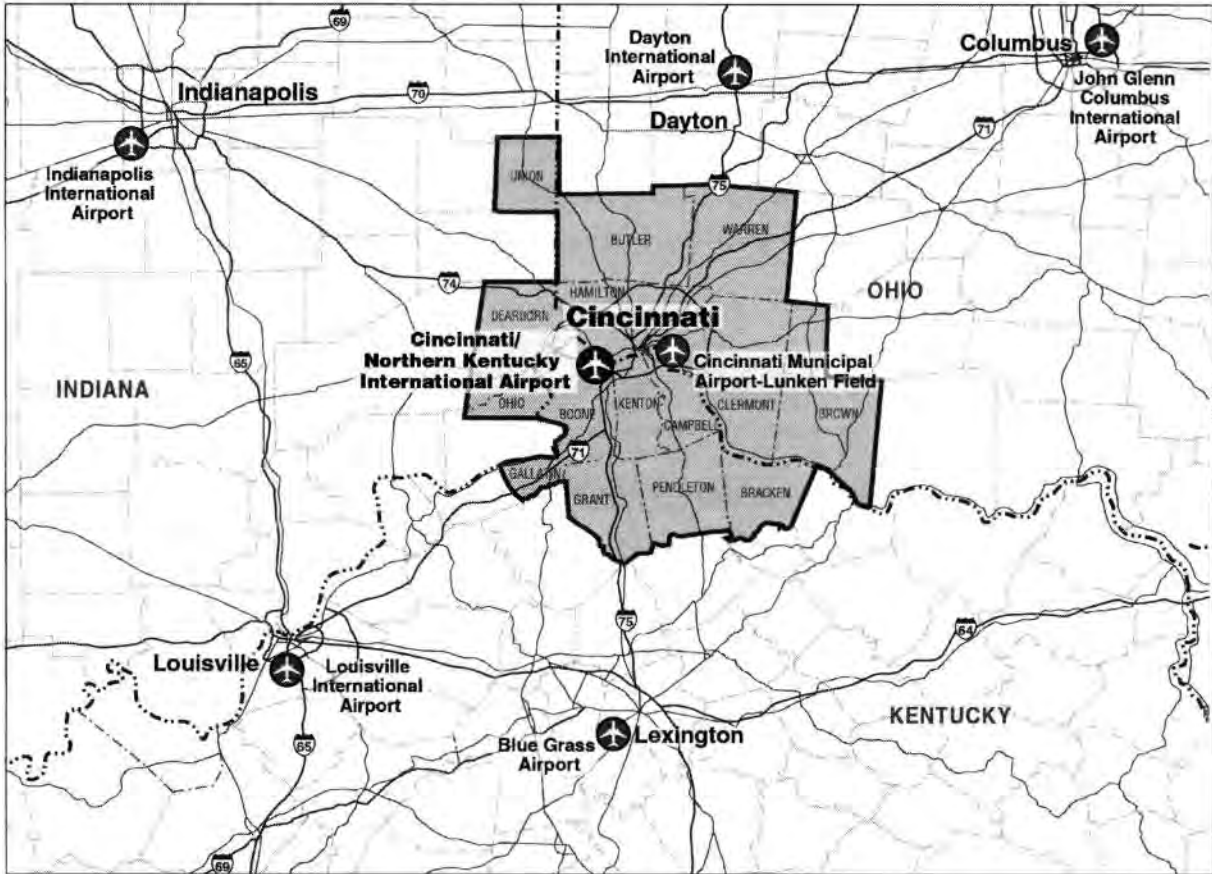 69
Dayton
International
Airport
Columbus
John Glenn
Columbus
International
Airport
Indianapolis
70
Dayton
71
Indianapolis
International
Airport
UNION
75
BUTLER
WARREN
74
HAMILTON
OHIO
DEARBORN
Cincinnati
Cincinnati/
Northern Kentucky
International Airport
Cincinnati Municipal
Airport-Lunken Field
65
INDIANA
OHIO
BOONE
KENTON
CLERMONT
BROWN
CAMPBELL
71
GALLATIN
GRANT
PENDLETON
BRACKEN
75
64
Louisville
Louisville
International
Airport
KENTUCKY
65
Blue Grass
Airport
Lexington
69